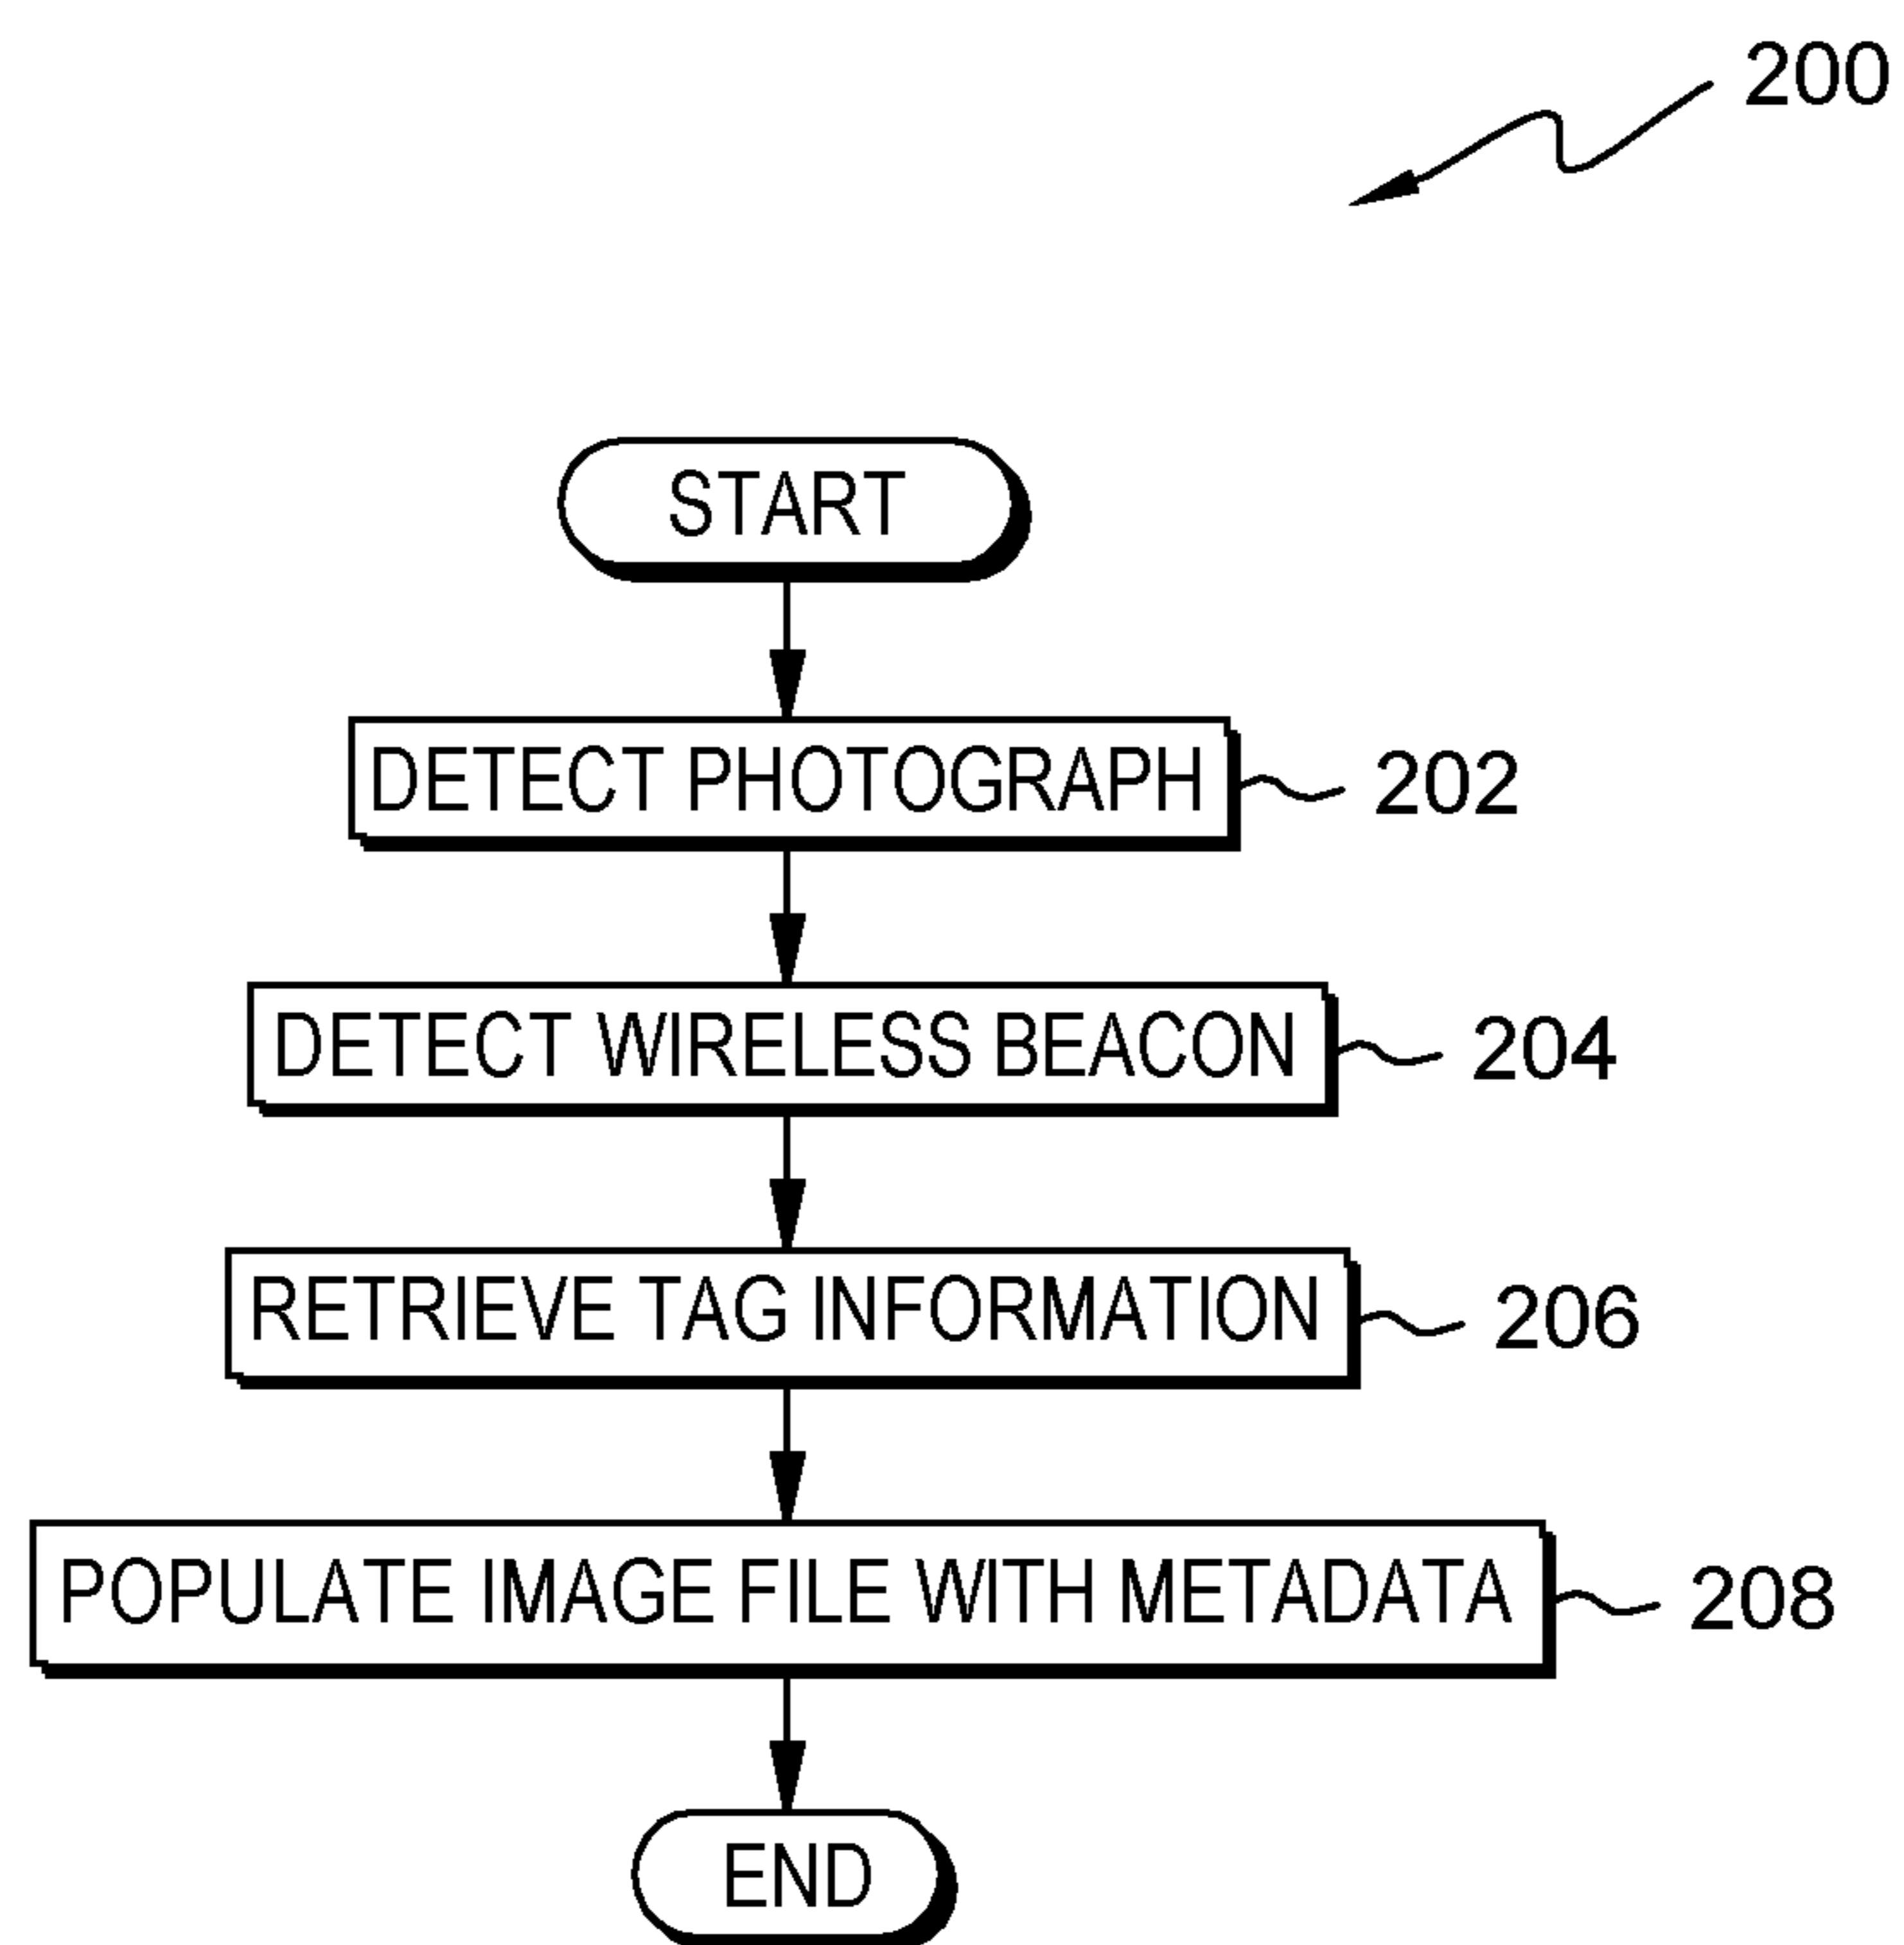 200
START
DETECT PHOTOGRAPH
202
DETECT WIRELESS BEACON
204
RETRIEVE TAG INFORMATION
206
POPULATE IMAGE FILE WITH METADATA
208
END